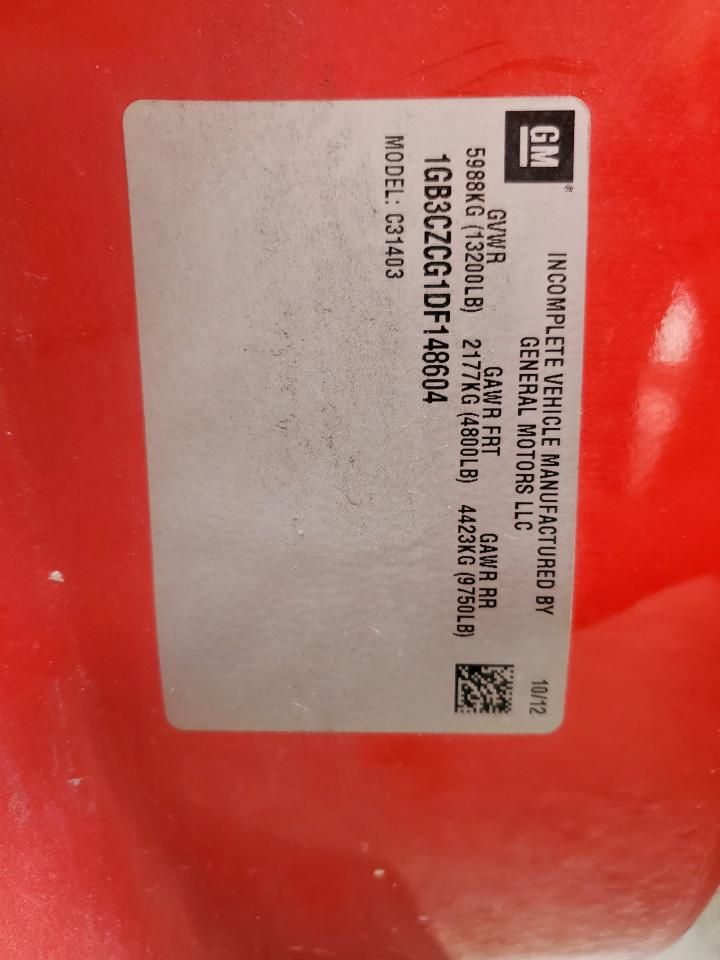 GM ®
INCOMPLETE VEHICLE MANUFACTURED BY
GENERAL MOTORS LLC
10/12
GVWR GAWR FRT GAWR RR
5988KG (13200LB) 2177KG (4800LB) 4423KG (9750LB)
1GB3CZCG1DF148604
MODEL: C31403